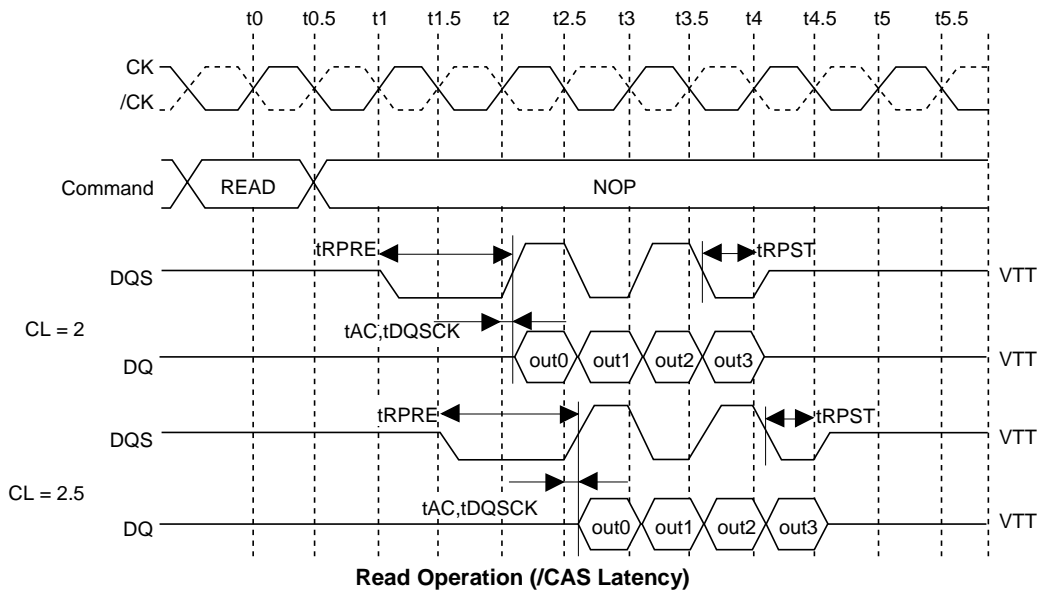 t0 t0.5 t1 t1.5 t2 t2.5 t3 t3.5 t4 t4.5 t5 t5.5
CK
/CK
Command READ NOP
tRPRE tRPST
DQS VTT
CL = 2
tAC,tDQSCK
DQ out0 out1 out2 out3 VTT
tRPRE tRPST
DQS VTT
CL = 2.5
tAC,tDQSCK
DQ out0 out1 out2 out3 VTT
Read Operation (/CAS Latency)